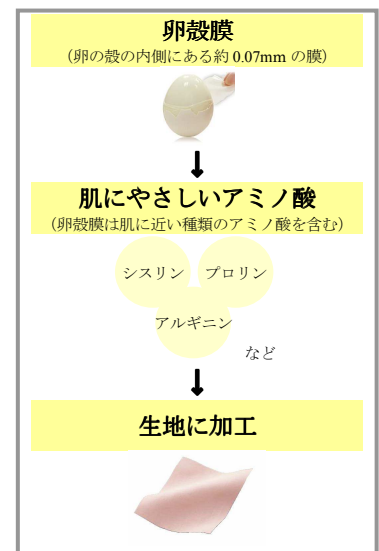 卵殻膜
（卵の殻の内側にある約 0.07mm の膜）
肌にやさしいアミノ酸
（卵殻膜は肌に近い種類のアミノ酸を含む）
シスリン プロリン
アルギニン
など
生地に加工